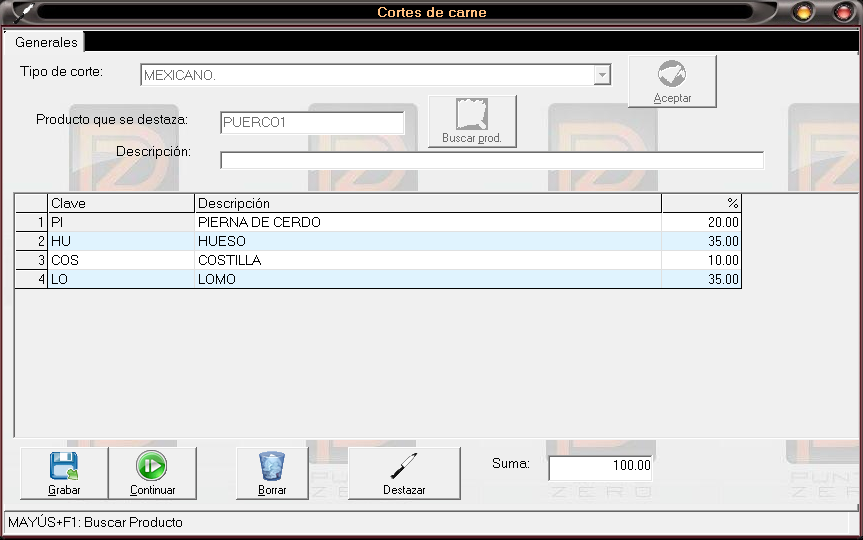 Cortes de carne
Generales
Tipo de corte: MEXICANO. Aceptar
Producto que se destaza: PUERCO1 Buscar prod.
Descripción:
Clave Descripción %
1 PI PIERNA DE CERDO 20.00
2 HU HUESO 35.00
3 COS COSTILLA 10.00
4 LO LOMO 35.00
Grabar Continuar Borrar Destazar Suma: 100.00
ZERO
MAYÚS+F1: Buscar Producto